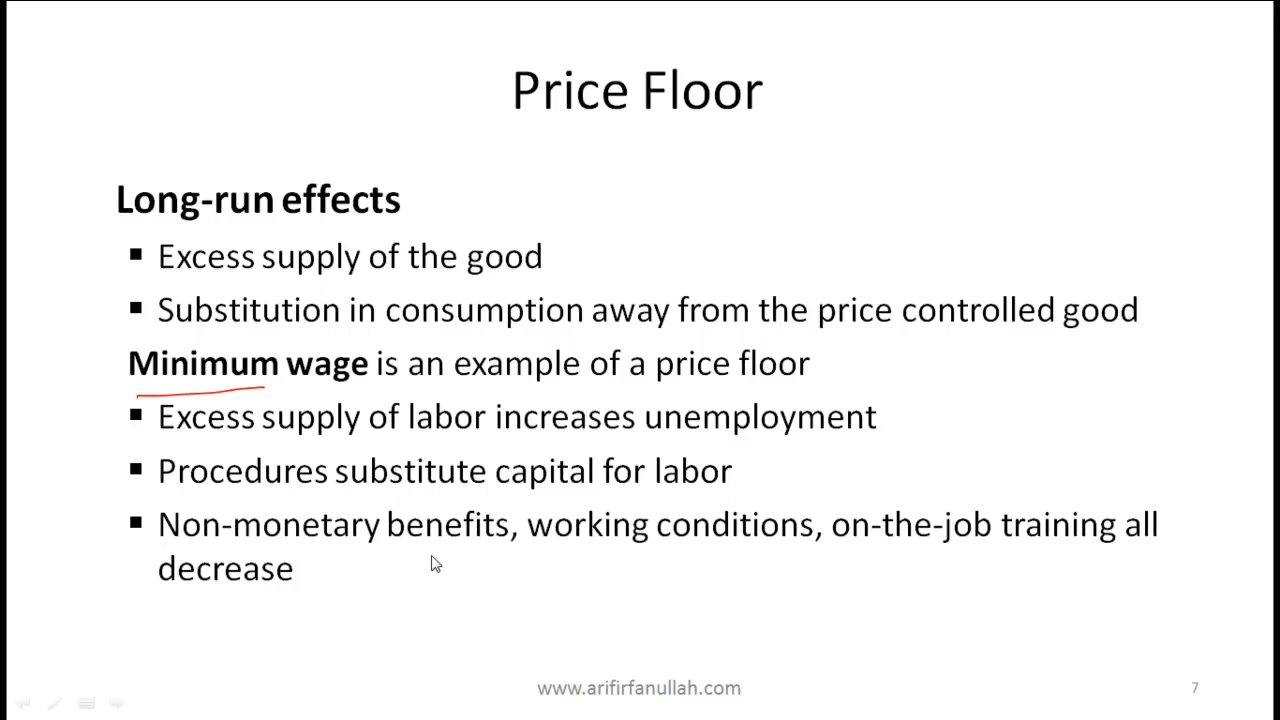 Price Floor
Long-run effects
▪ Excess supply of the good
▪ Substitution in consumption away from the price controlled good
Minimum wage is an example of a price floor
▪ Excess supply of labor increases unemployment
▪ Procedures substitute capital for labor
▪ Non-monetary benefits, working conditions, on-the-job training all
decrease
www.arifirfanullah.com
7